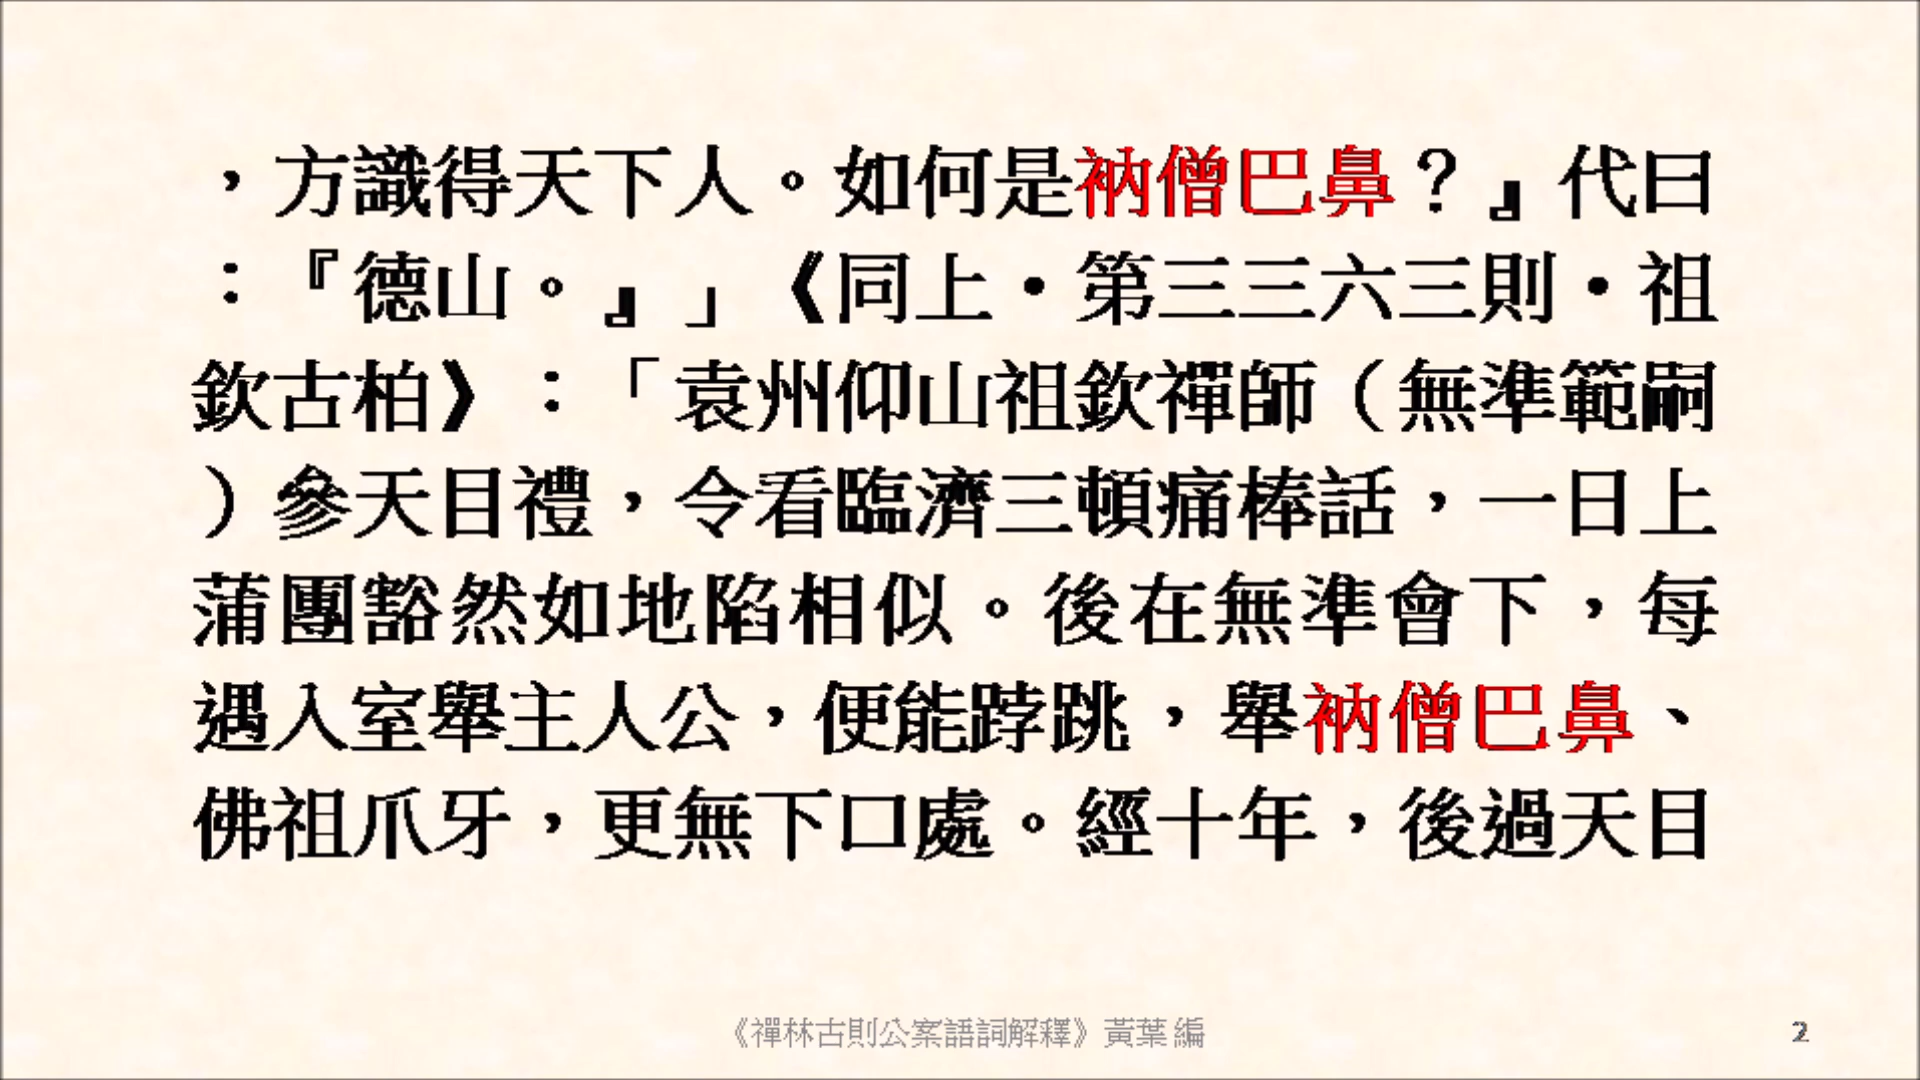 ，方識得天下人。如何是衲僧巴鼻？』代曰
：『德山。』」《同上‧第三三六三則‧祖
欽古柏》：「袁州仰山祖欽禪師（無準範嗣
）參天目禮，令看臨濟三頓痛棒話，一日上
蒲團豁然如地陷相似。後在無準會下，每
遇入室舉主人公，便能𨁝跳，舉衲僧巴鼻、
佛祖爪牙，更無下口處。經十年，後過天目
《禪林古則公案語詞解釋》黃葉 編
2